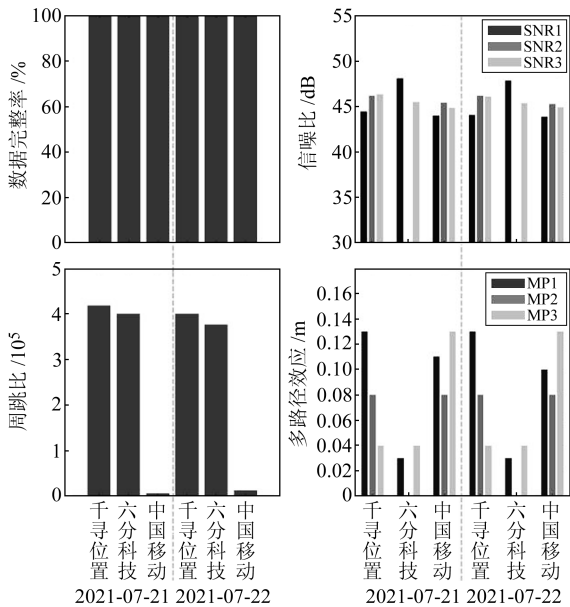 100
80
60
40
20
0
数据完整率 /%
55
50
45
40
35
30
信噪比 /dB
SNR1
SNR2
SNR3
5
4
3
2
1
0
周跳比 /10⁵
千寻位置
六分科技
中国移动
千寻位置
六分科技
中国移动
2021-07-21 2021-07-22
0.16
0.14
0.12
0.10
0.08
0.06
0.04
0.02
0
多路径效应 /m
MP1
MP2
MP3
千寻位置
六分科技
中国移动
千寻位置
六分科技
中国移动
2021-07-21 2021-07-22